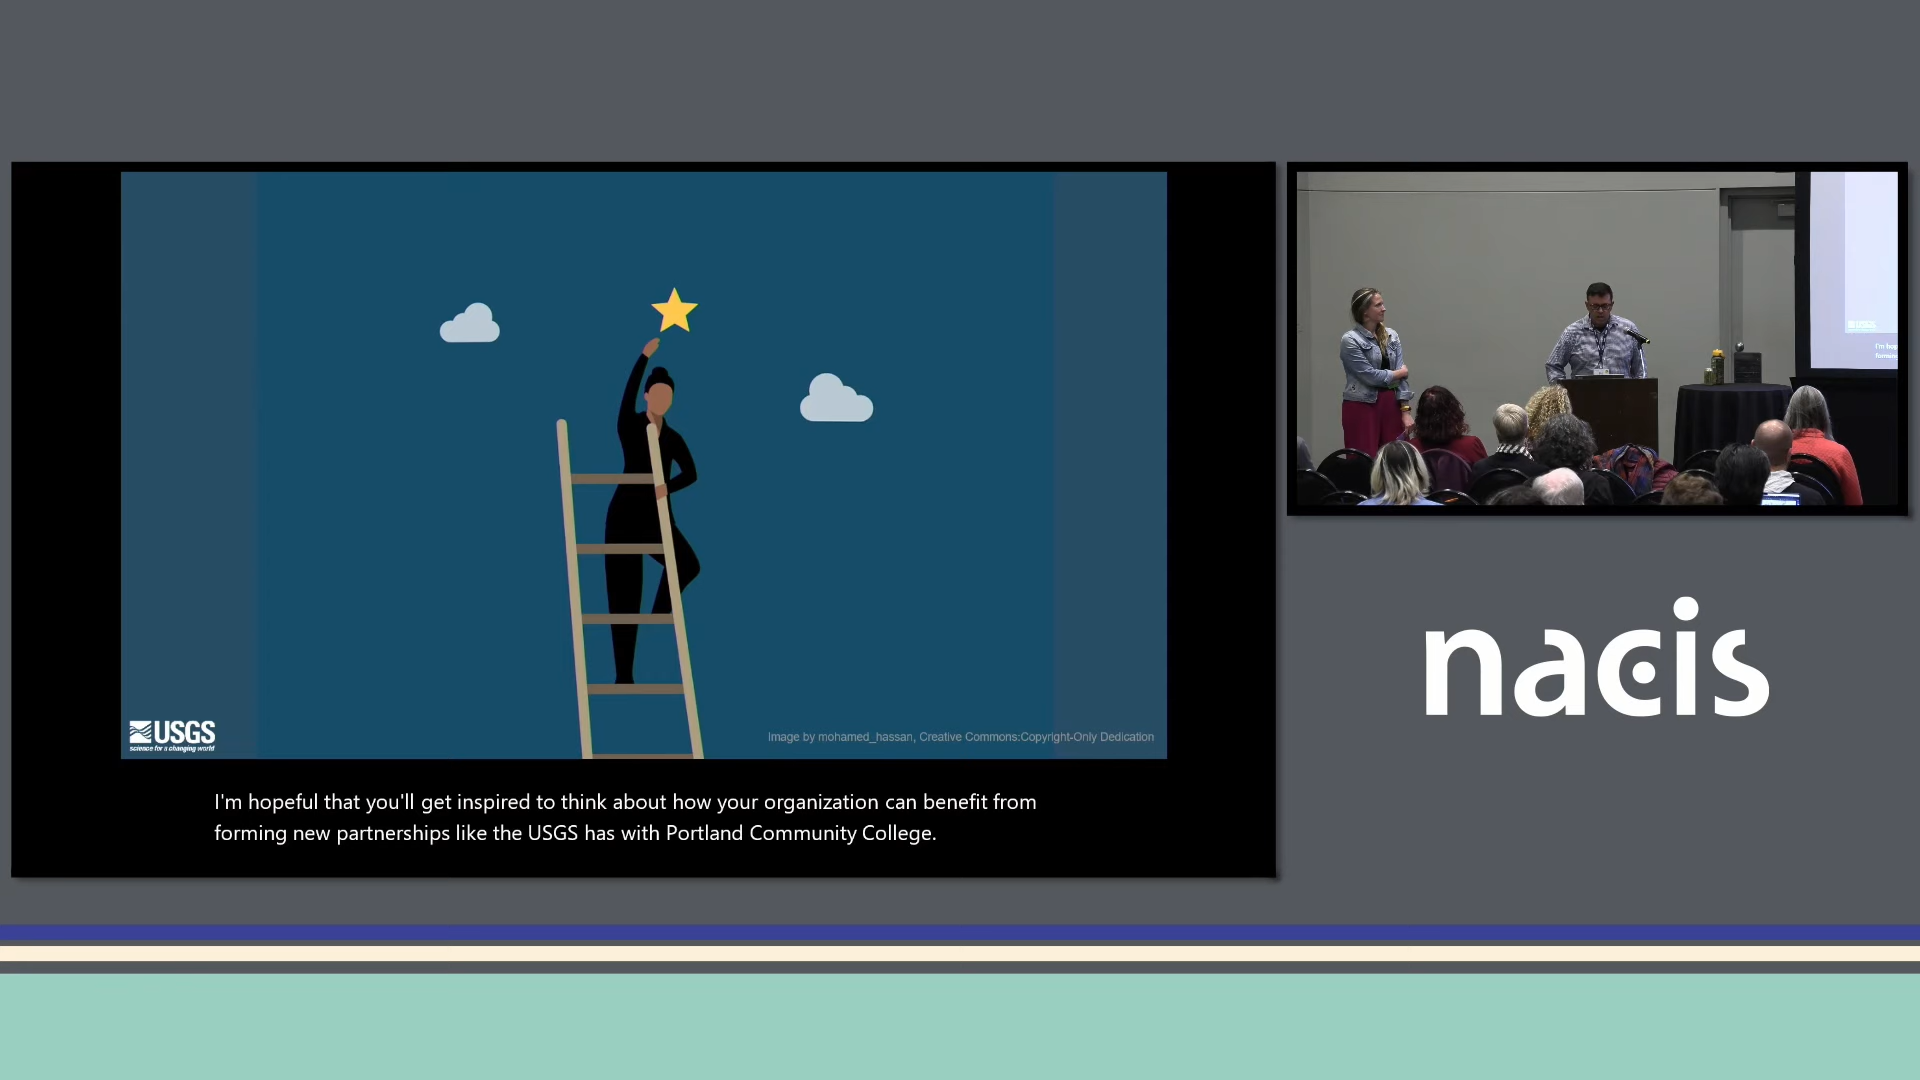 USGS
science for a changing world
Image by mohamed_hassan, Creative Commons:Copyright-Only Dedication
I'm hopeful that you'll get inspired to think about how your organization can benefit from
forming new partnerships like the USGS has with Portland Community College.
USGS
nacis